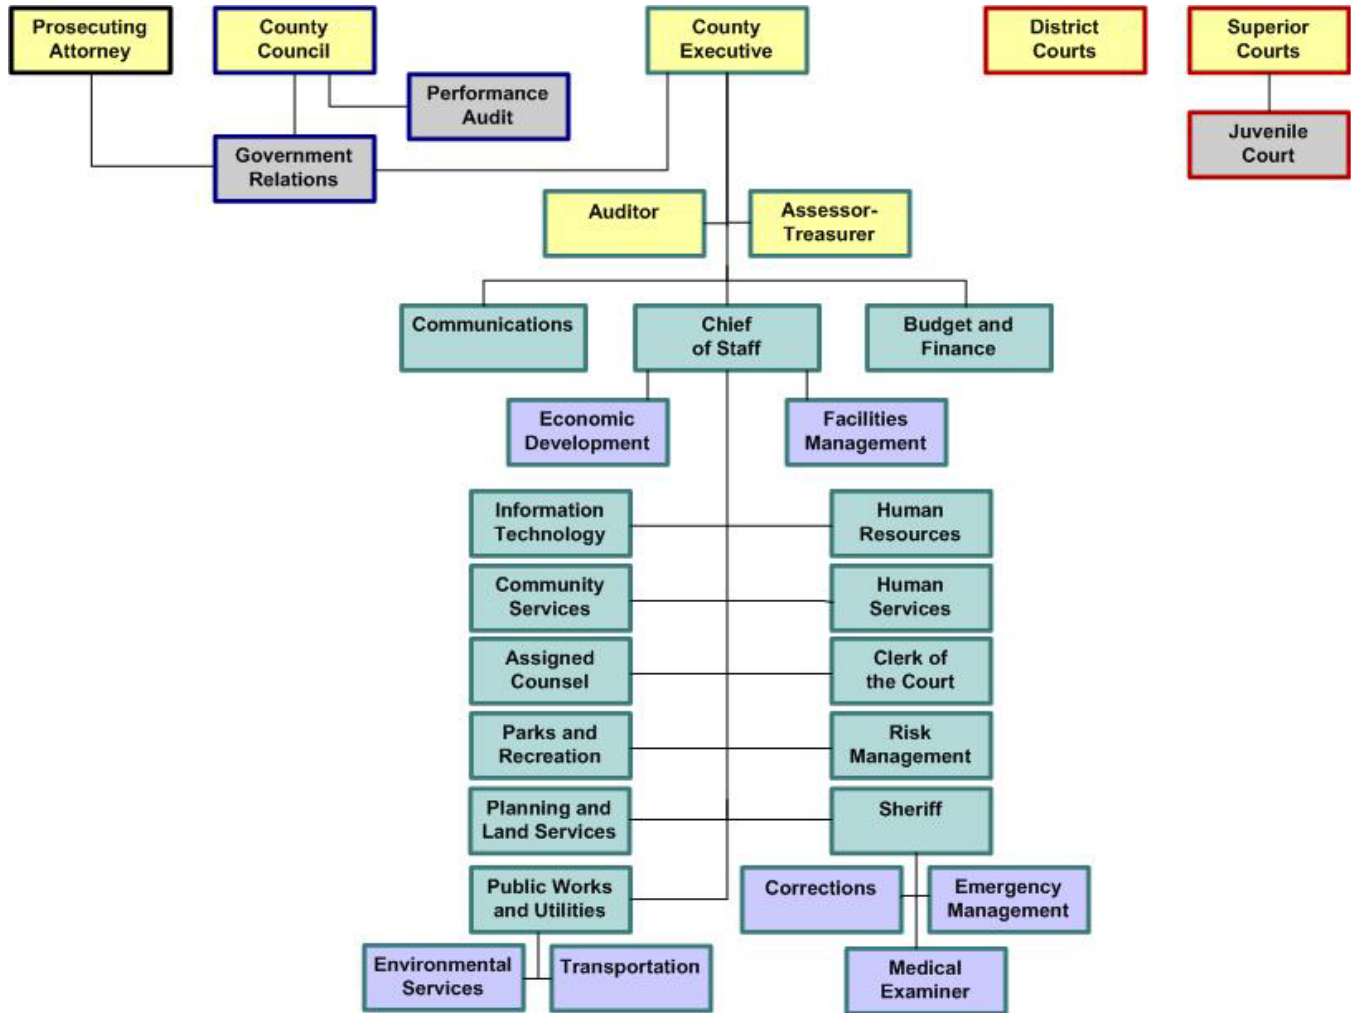 Prosecuting
Attorney
County
Council
County
Executive
District
Courts
Superior
Courts
Performance
Audit
Government
Relations
Juvenile
Court
Auditor
Assessor-
Treasurer
Communications
Chief
of Staff
Budget and
Finance
Economic
Development
Facilities
Management
Information
Technology
Human
Resources
Community
Services
Human
Services
Assigned
Counsel
Clerk of
the Court
Parks and
Recreation
Risk
Management
Planning and
Land Services
Sheriff
Public Works
and Utilities
Corrections
Emergency
Management
Environmental
Services
Transportation
Medical
Examiner